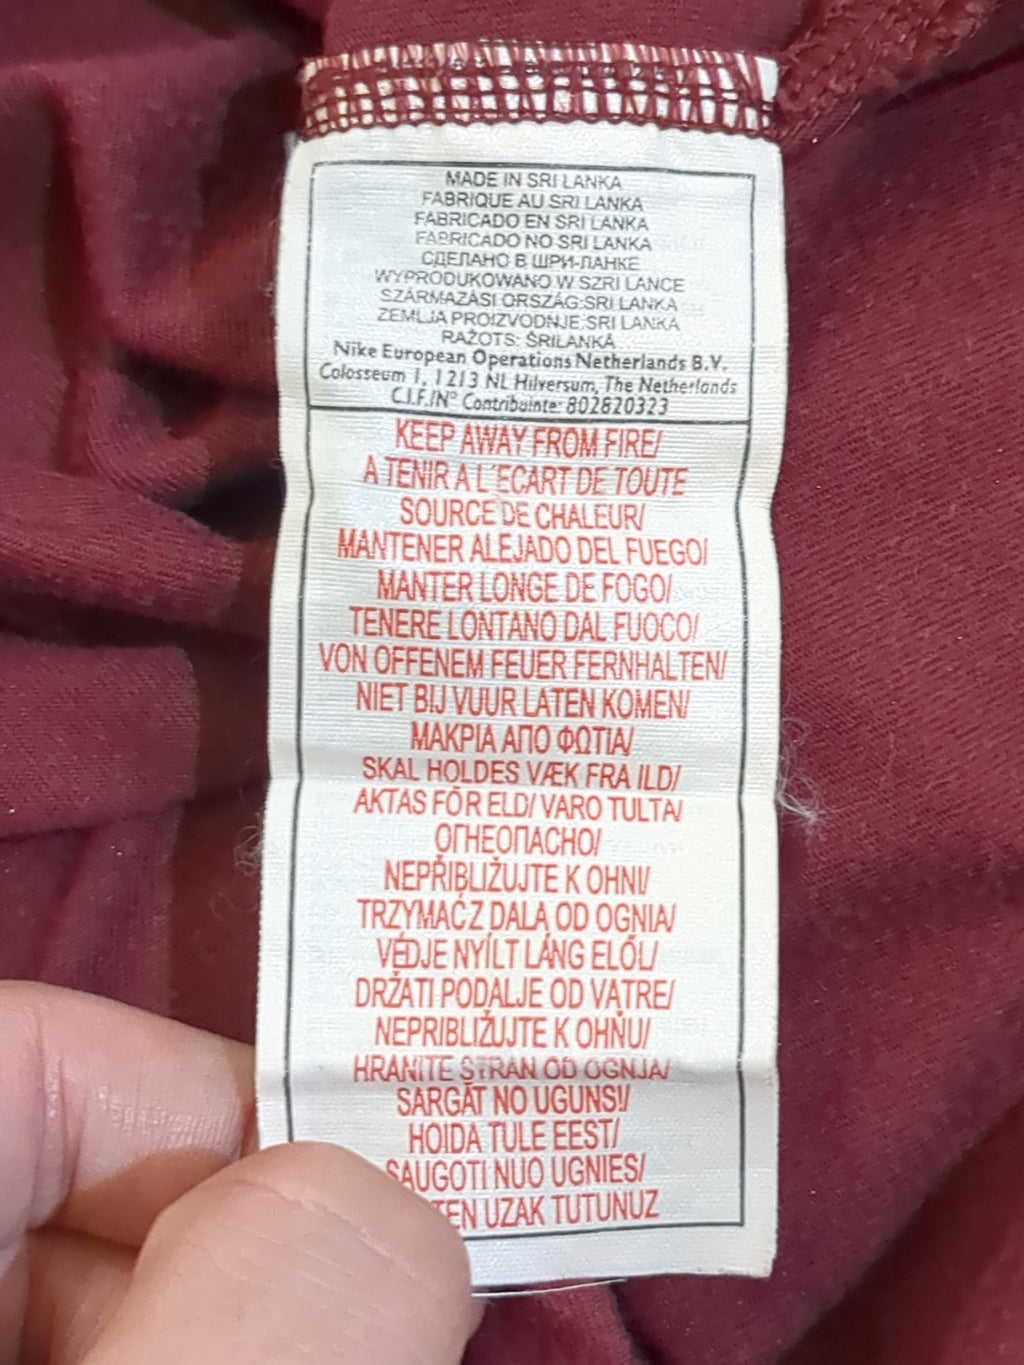 MADE IN SRI LANKA
FABRIQUE AU SRI LANKA
FABRICADO EN SRI LANKA
FABRICADO NO SRI LANKA
СДЕЛАНО В ШРИ-ЛАНКЕ
WYPRODUKOWANO W SZRI LANCE
SZÁRMAZÁSI ORSZÁG:SRI LANKA
ZEMLJA PROIZVODNJE:SRI LANKA
RAŽOTS: ŠRILANKĀ
Nike European Operations Netherlands B.V.
Colosseum 1, 1213 NL Hilversum, The Netherlands
C.I.F./N° Contribuinte: 802820323
KEEP AWAY FROM FIRE/
A TENIR A L´ECART DE TOUTE
SOURCE DE CHALEUR/
MANTENER ALEJADO DEL FUEGO/
MANTER LONGE DE FOGO/
TENERE LONTANO DAL FUOCO/
VON OFFENEM FEUER FERNHALTEN/
NIET BIJ VUUR LATEN KOMEN/
ΜΑΚΡΙΑ ΑΠΟ ΦΩΤΙΑ/
SKAL HOLDES VÆK FRA ILD/
AKTAS FÖR ELD/ VARO TULTA/
ОГНЕОПАСНО/
NEPŘIBLIŽUJTE K OHNI/
TRZYMAĆ Z DALA OD OGNIA/
VÉDJE NYÍLT LÁNG ELŐL/
DRŽATI PODALJE OD VATRE/
NEPRIBLIŽUJTE K OHŇU/
HRANITE STRAN OD OGNJA/
SARGĀT NO UGUNS!/
HOIDA TULE EEST/
SAUGOTI NUO UGNIES/
TEN UZAK TUTUNUZ